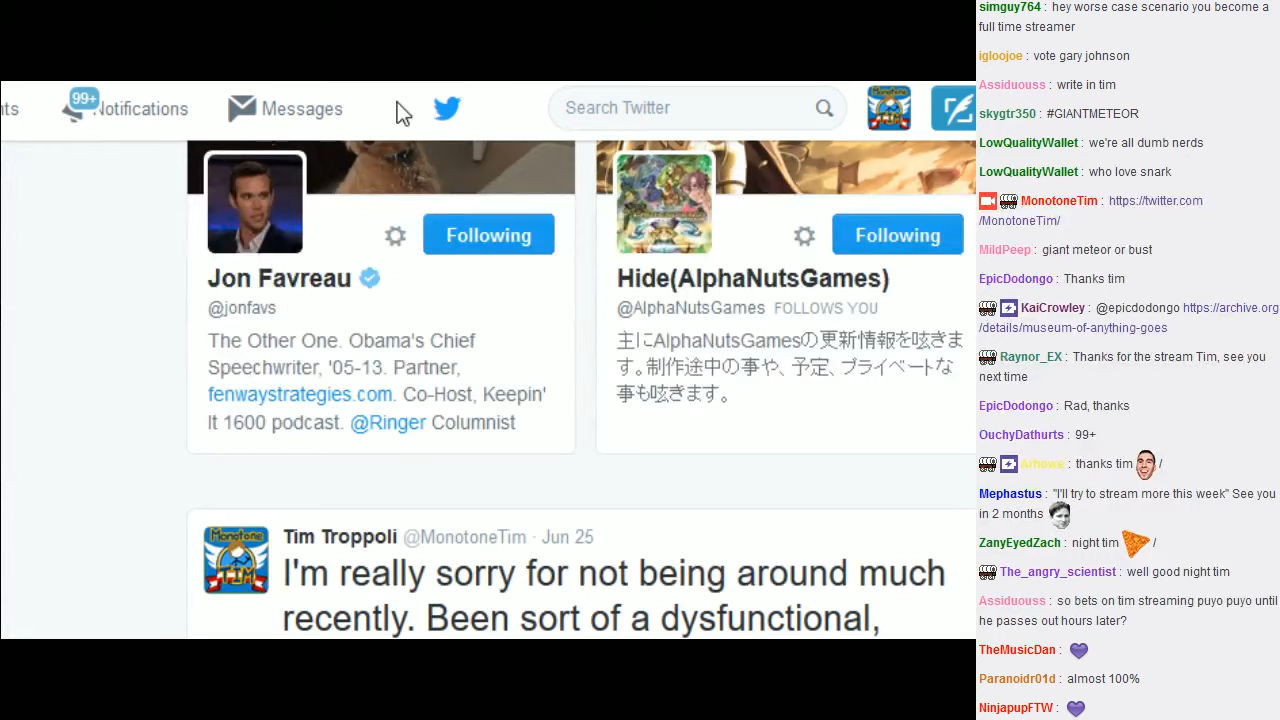 nts
99+
Notifications
Messages
Search Twitter
Following
Jon Favreau
@jonfavs
The Other One. Obama's Chief
Speechwriter, '05-13. Partner,
fenwaystrategies.com. Co-Host, Keepin'
It 1600 podcast. @Ringer Columnist
Following
Hide(AlphaNutsGames)
@AlphaNutsGames FOLLOWS YOU
主にAlphaNutsGamesの更新情報を呟きま
す。制作途中の事や、予定、プライベートな
事も呟きます。
Monotone
TIM
Tim Troppoli @MonotoneTim · Jun 25
I'm really sorry for not being around much
recently. Been sort of a dysfunctional,
simguy764 : hey worse case scenario you become a
full time streamer
igloojoe : vote gary johnson
Assiduouss : write in tim
skygtr350 : #GIANTMETEOR
LowQualityWallet : we're all dumb nerds
LowQualityWallet : who love snark
MonotoneTim : https://twitter.com
/MonotoneTim/
MildPeep : giant meteor or bust
EpicDodongo : Thanks tim
KaiCrowley : @epicdodongo https://archive.org
/details/museum-of-anything-goes
Raynor_EX : Thanks for the stream Tim, see you
next time
EpicDodongo : Rad, thanks
OuchyDathurts : 99+
Arhowe : thanks tim /
Mephastus : "I'll try to stream more this week" See you
in 2 months
ZanyEyedZach : night tim /
The_angry_scientist : well good night tim
Assiduouss : so bets on tim streaming puyo puyo until
he passes out hours later?
TheMusicDan :
Paranoidr01d : almost 100%
NinjapupFTW :